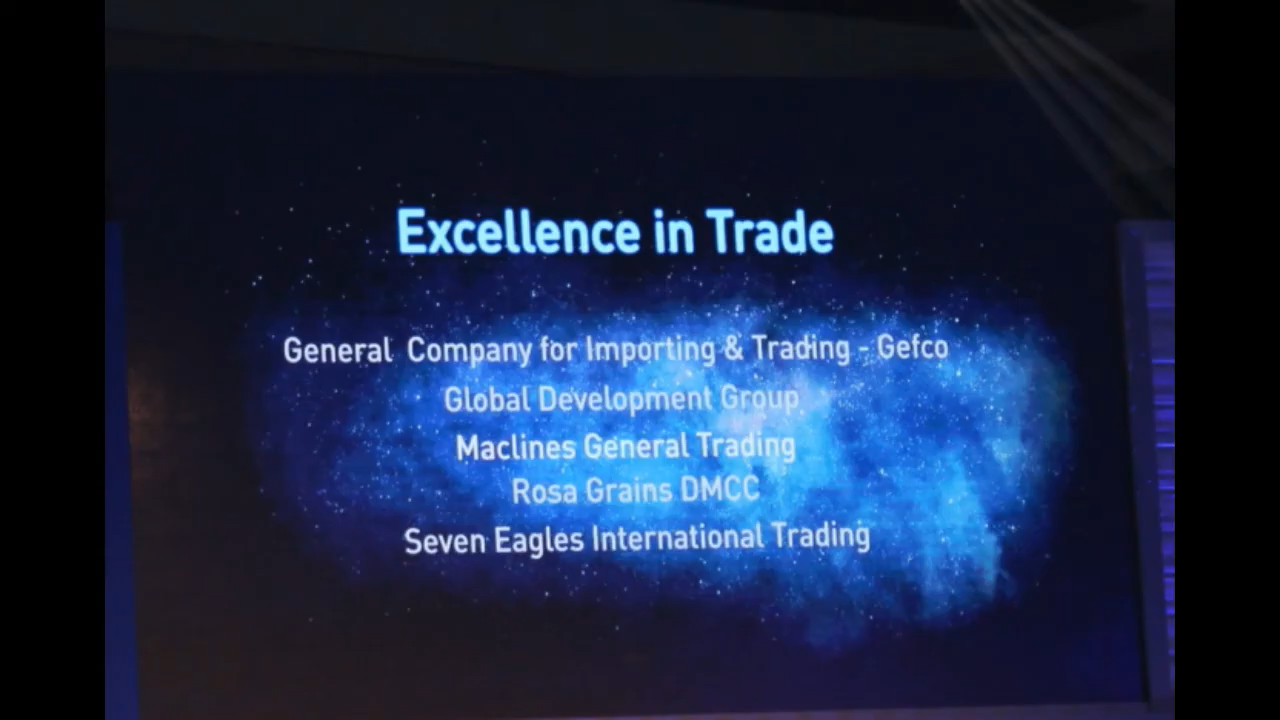 Excellence in Trade
General Company for Importing & Trading - Gefco
Global Development Group
Maclines General Trading
Rosa Grains DMCC
Seven Eagles International Trading